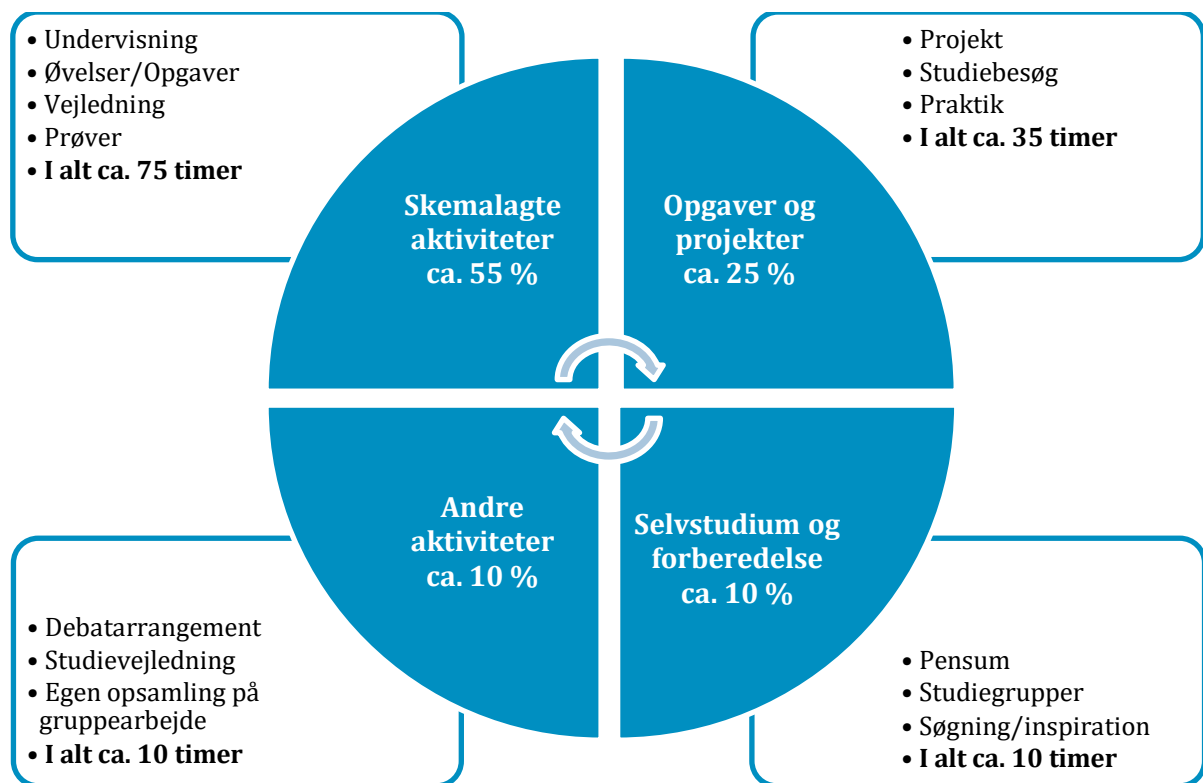 • Undervisning
• Øvelser/Opgaver
• Vejledning
• Prøver
• I alt ca. 75 timer
• Projekt
• Studiebesøg
• Praktik
• I alt ca. 35 timer
Skemalagte
aktiviteter
ca. 55 %
Opgaver og
projekter
ca. 25 %
Andre
aktiviteter
ca. 10 %
Selvstudium og
forberedelse
ca. 10 %
• Debatarrangement
• Studievejledning
• Egen opsamling på
gruppearbejde
• I alt ca. 10 timer
• Pensum
• Studiegrupper
• Søgning/inspiration
• I alt ca. 10 timer